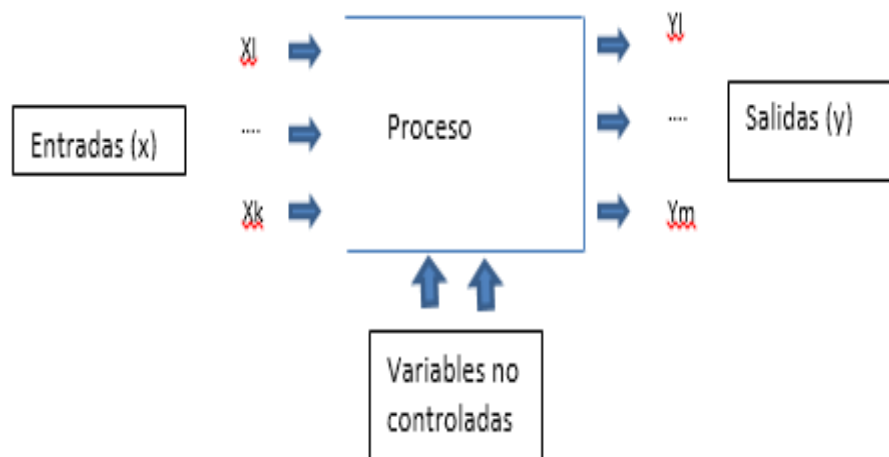 Entradas (x)
Xl
....
Xk
Proceso
Yl
....
Ym
Salidas (y)
Variables no
controladas